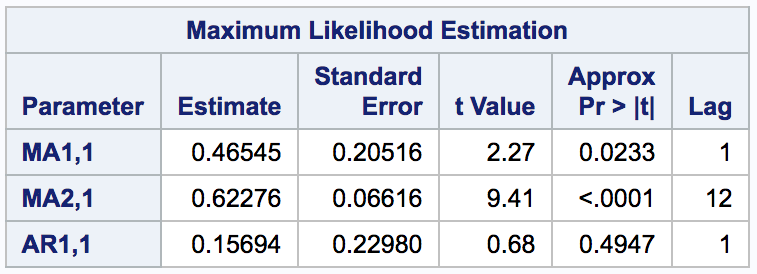 Maximum Likelihood Estimation
Parameter Estimate Standard Error t Value Approx Pr > |t| Lag
MA1,1 0.46545 0.20516 2.27 0.0233 1
MA2,1 0.62276 0.06616 9.41 <.0001 12
AR1,1 0.15694 0.22980 0.68 0.4947 1